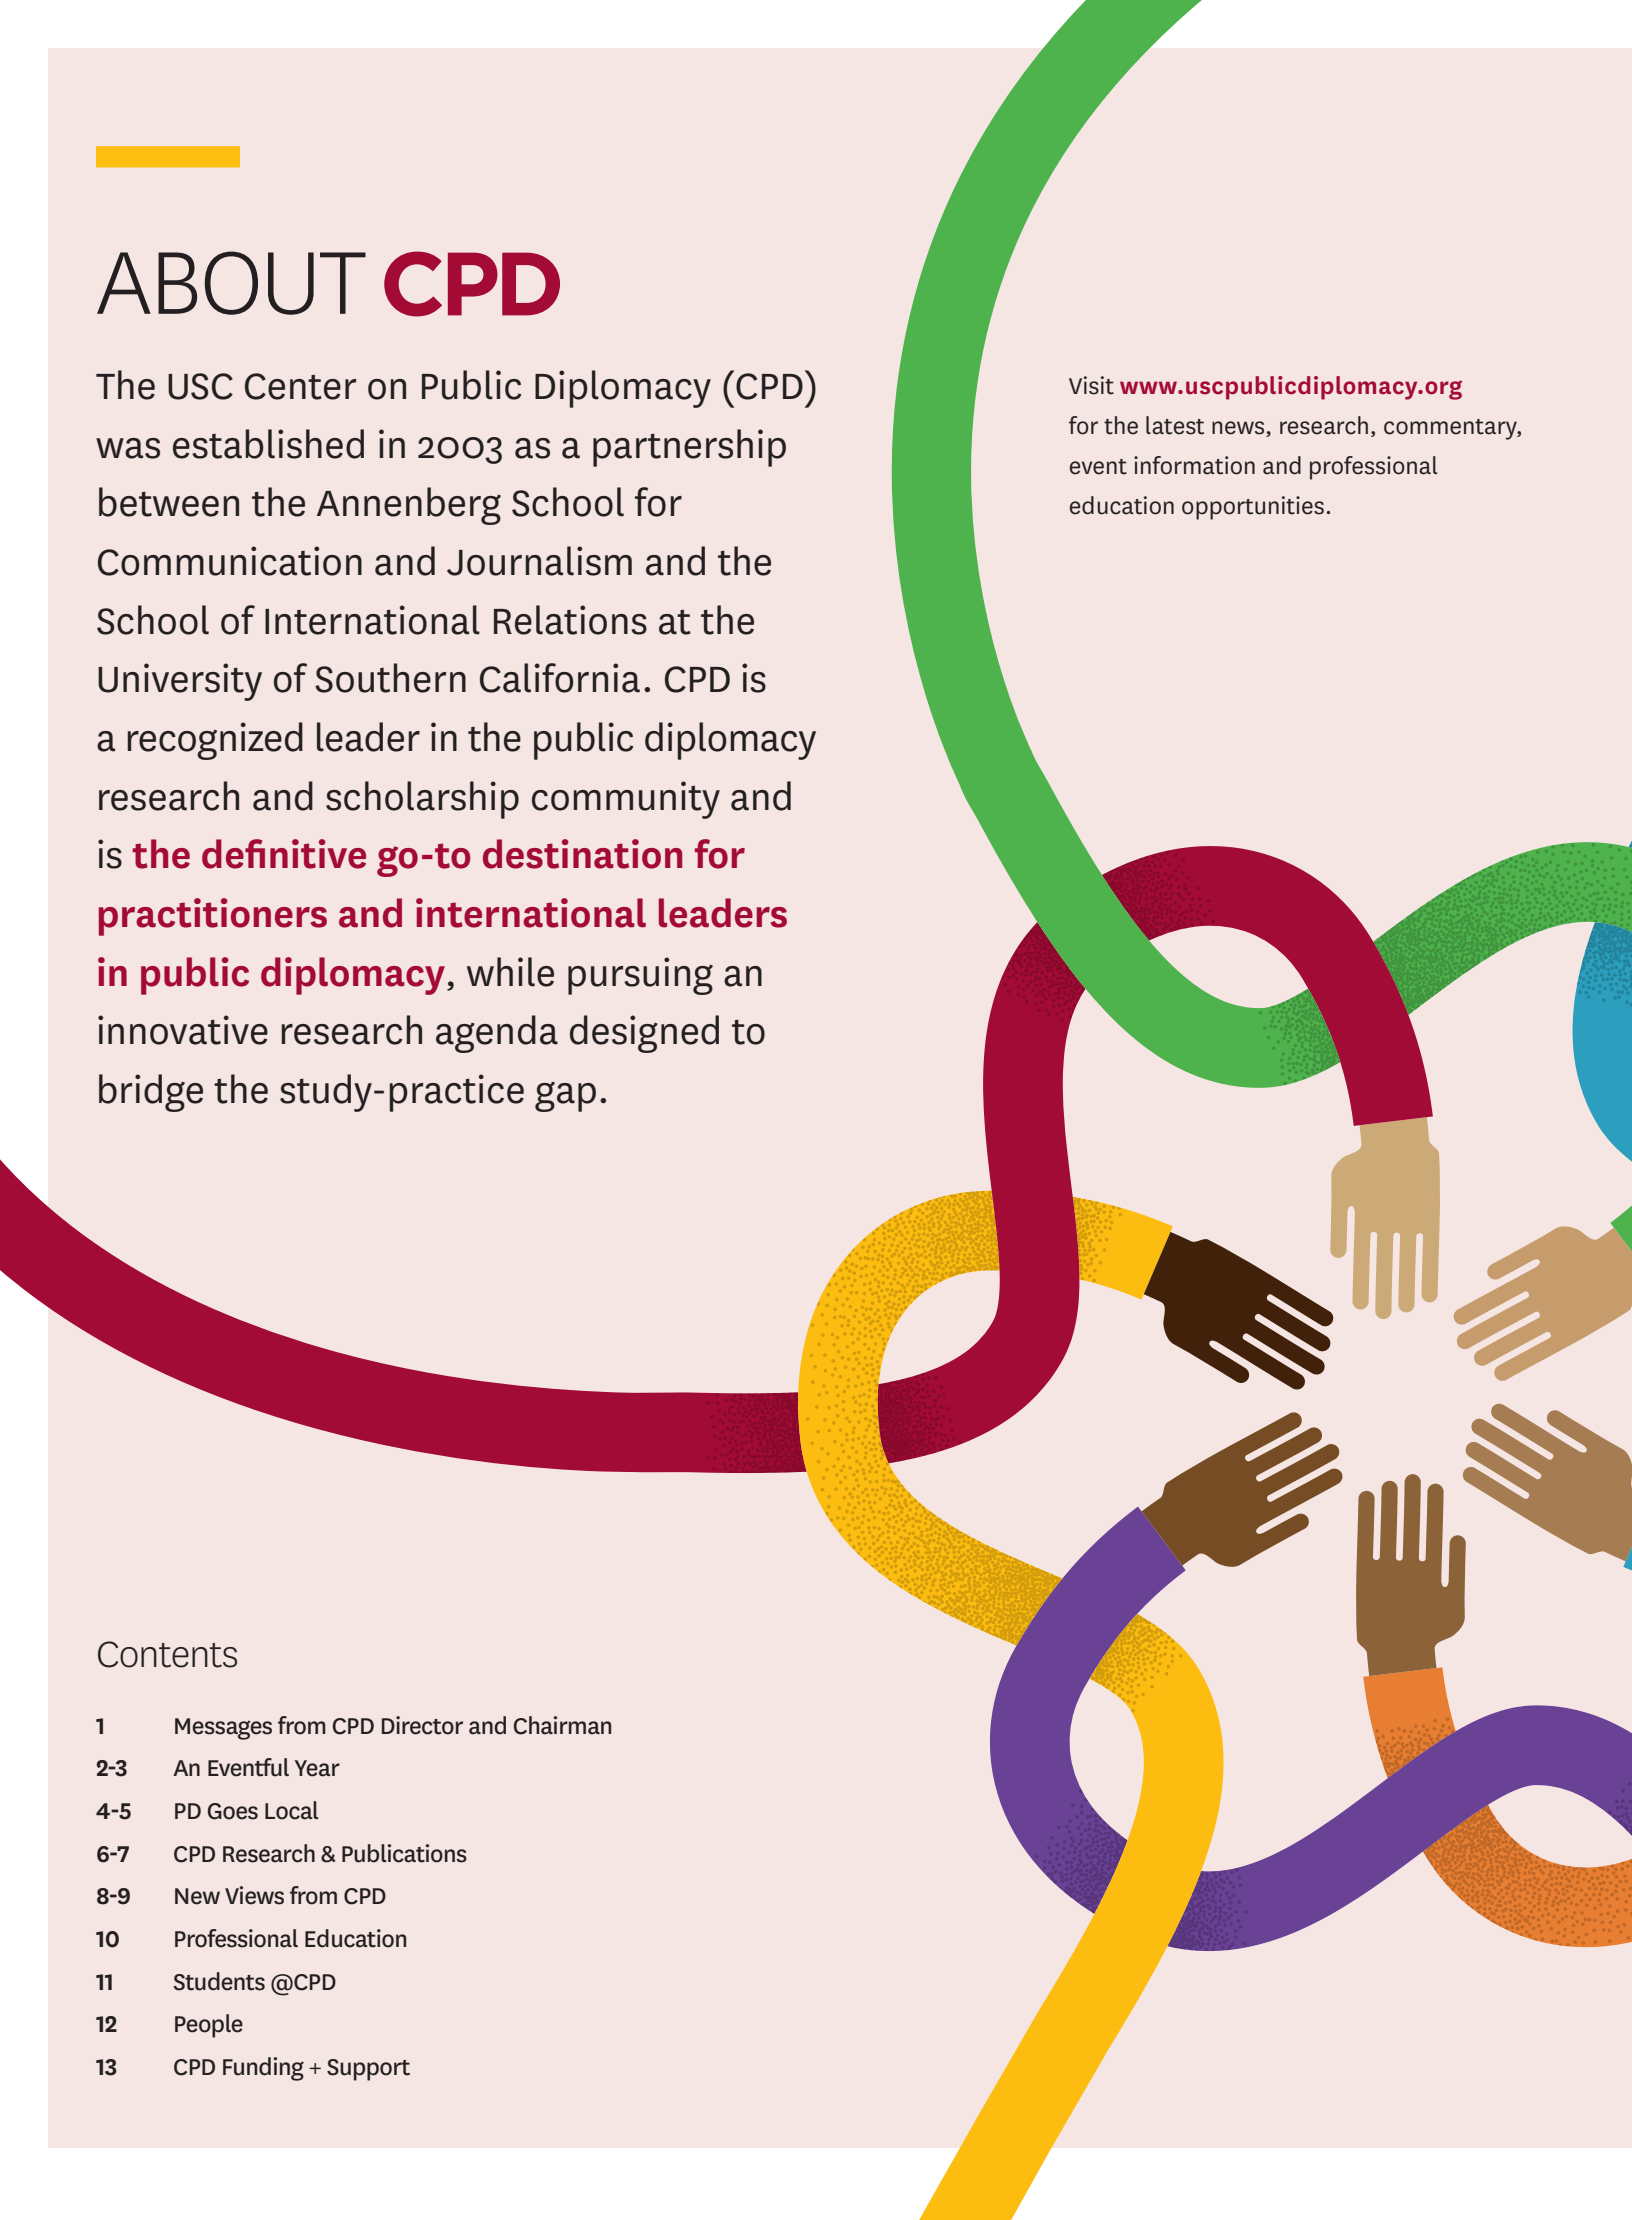 ABOUT CPD
The USC Center on Public Diplomacy (CPD)
was established in 2003 as a partnership
between the Annenberg School for
Communication and Journalism and the
School of International Relations at the
University of Southern California. CPD is
a recognized leader in the public diplomacy
research and scholarship community and
is the definitive go-to destination for
practitioners and international leaders
in public diplomacy, while pursuing an
innovative research agenda designed to
bridge the study-practice gap.
Visit www.uscpublicdiplomacy.org
for the latest news, research, commentary,
event information and professional
education opportunities.
Contents
1 Messages from CPD Director and Chairman
2-3 An Eventful Year
4-5 PD Goes Local
6-7 CPD Research & Publications
8-9 New Views from CPD
10 Professional Education
11 Students @CPD
12 People
13 CPD Funding + Support